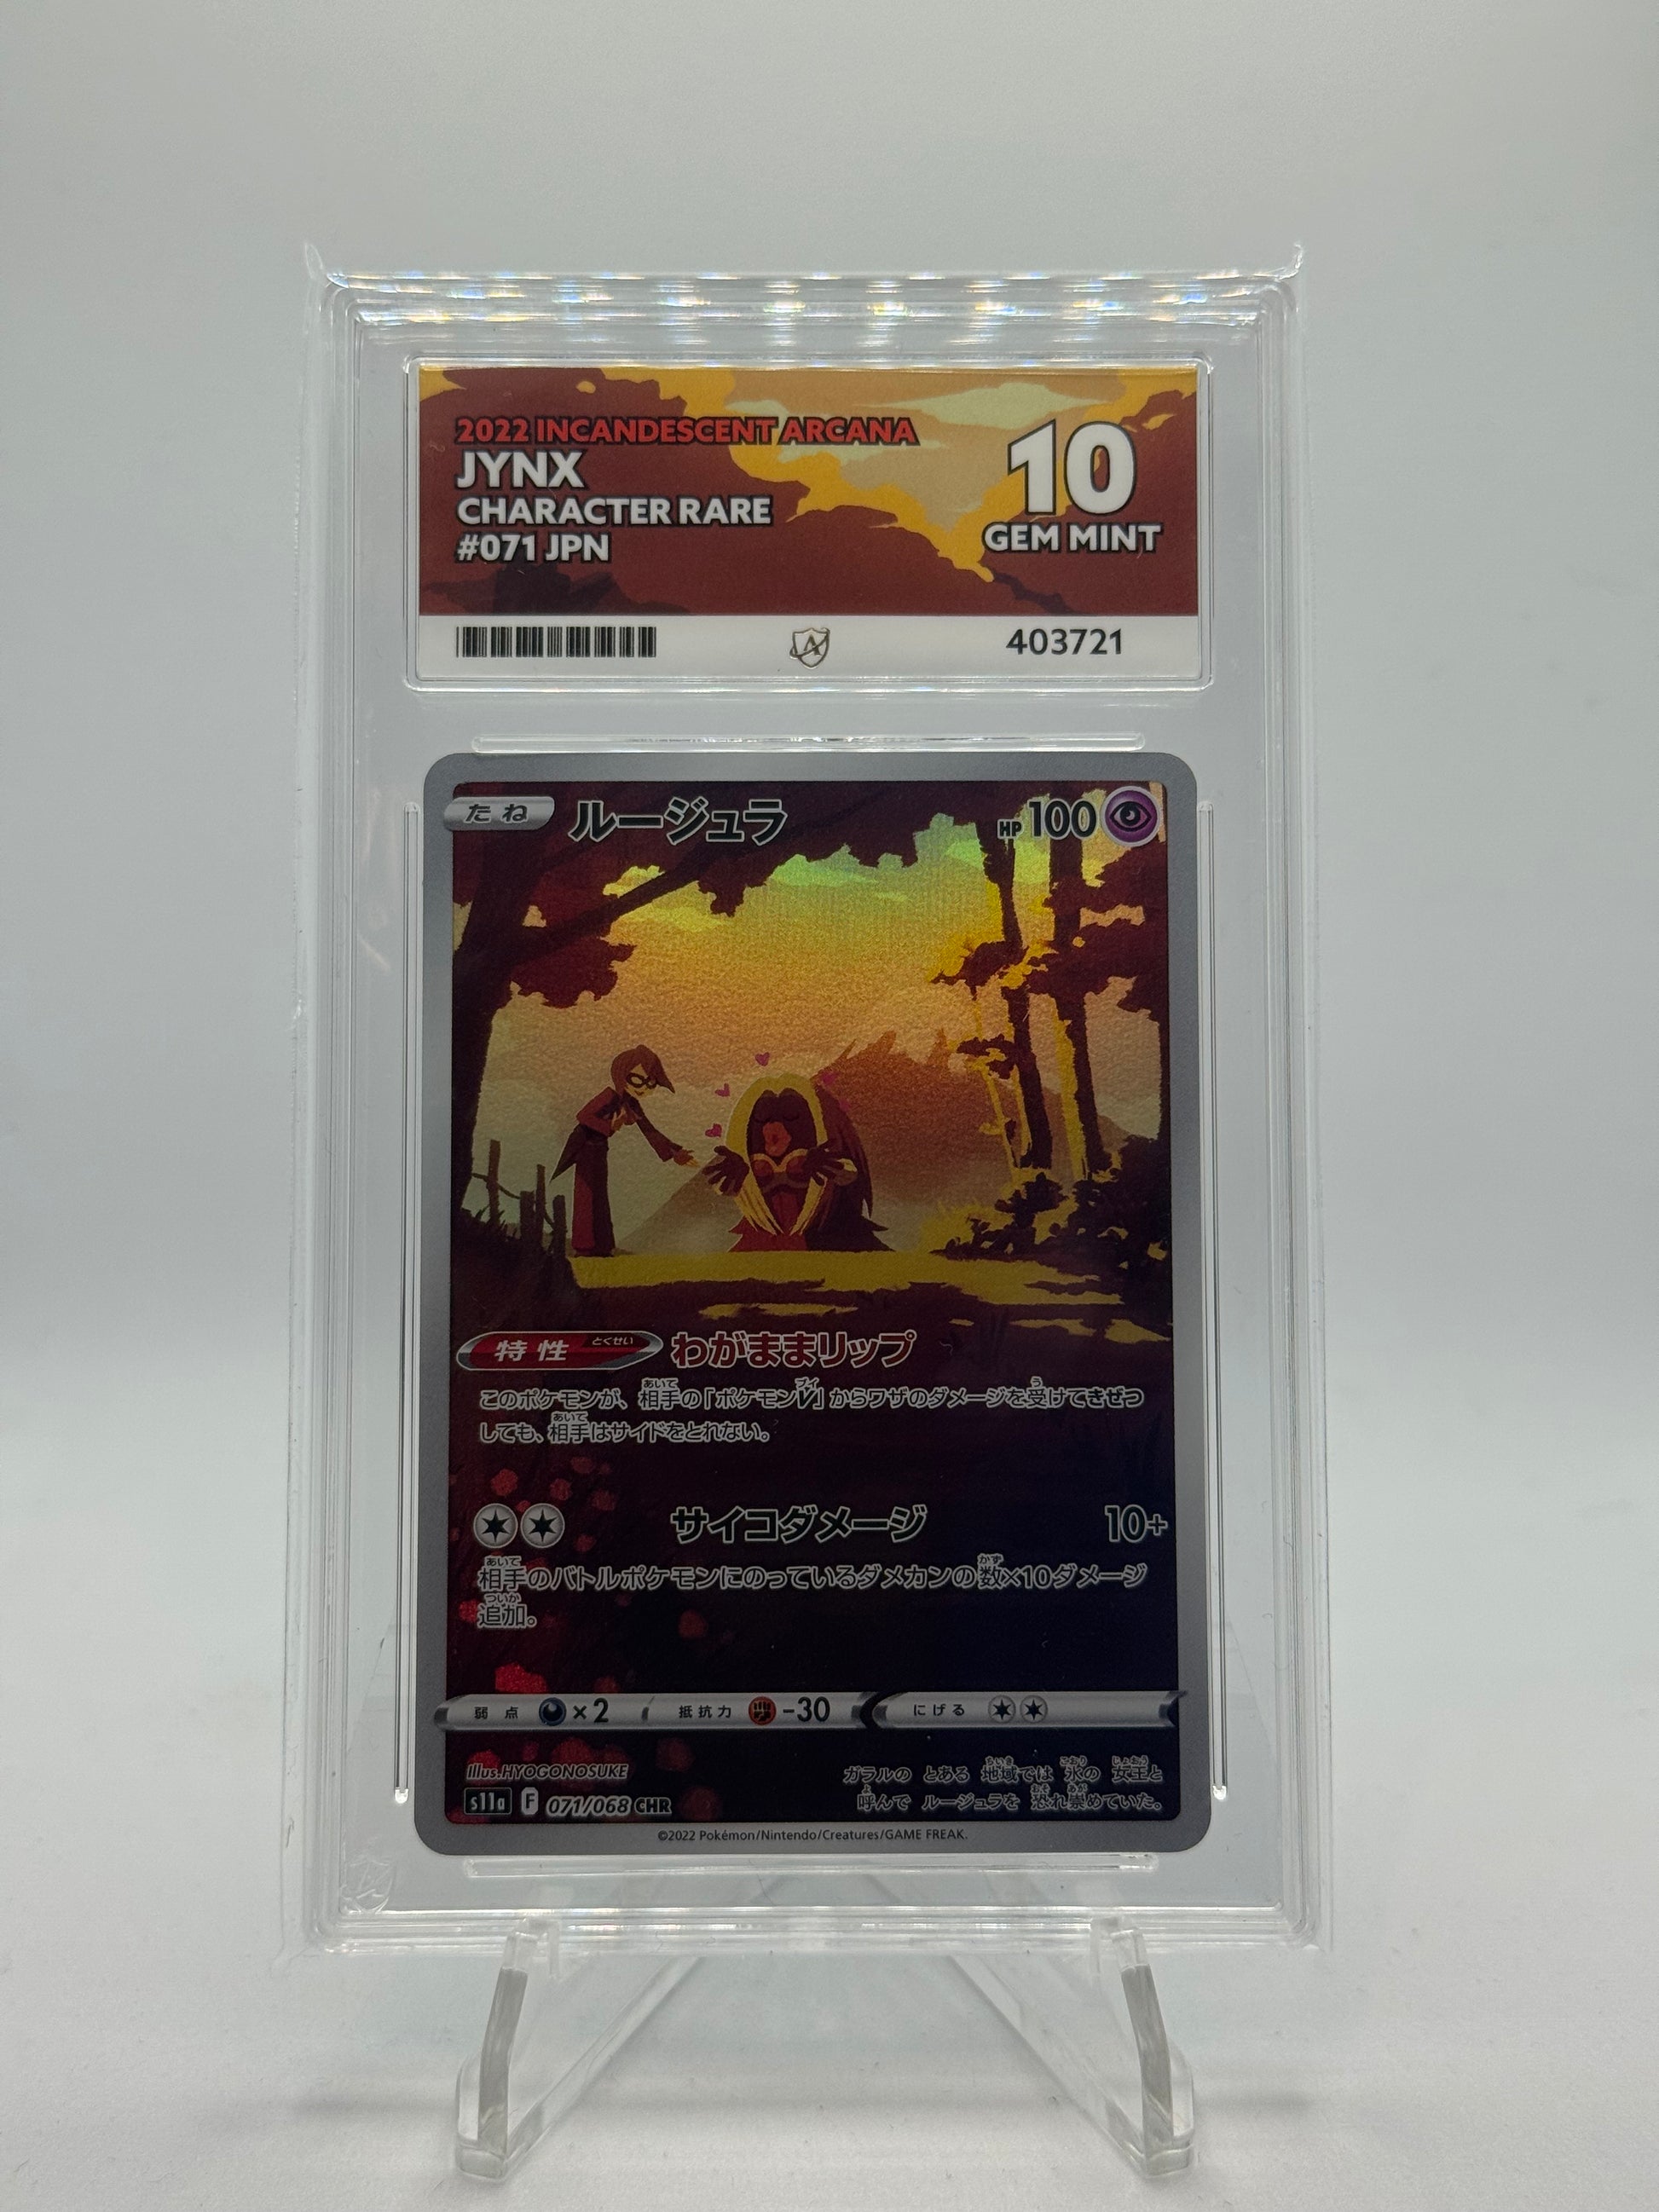 2022 INCANDESCENT ARCANA
JYNX
CHARACTER RARE
#071 JPN
10
GEM MINT
403721
たね ルージュラ HP 100
特性 とくせい わがままリップ
このポケモンが、相手の「ポケモンV」からワザのダメージを受けてきぜつ
しても、相手はサイドをとれない。
サイコダメージ 10+
相手のバトルポケモンにのっているダメカンの数×10ダメージ
追加。
弱点 ×2 抵抗力 -30 にげる
illus.HYOGONOSUKE
s11a F 071/068 CHR
ガラルの とある 地域では 氷の 女王と
呼んで ルージュラを 恐れ崇めていた。
©2022 Pokémon/Nintendo/Creatures/GAME FREAK.